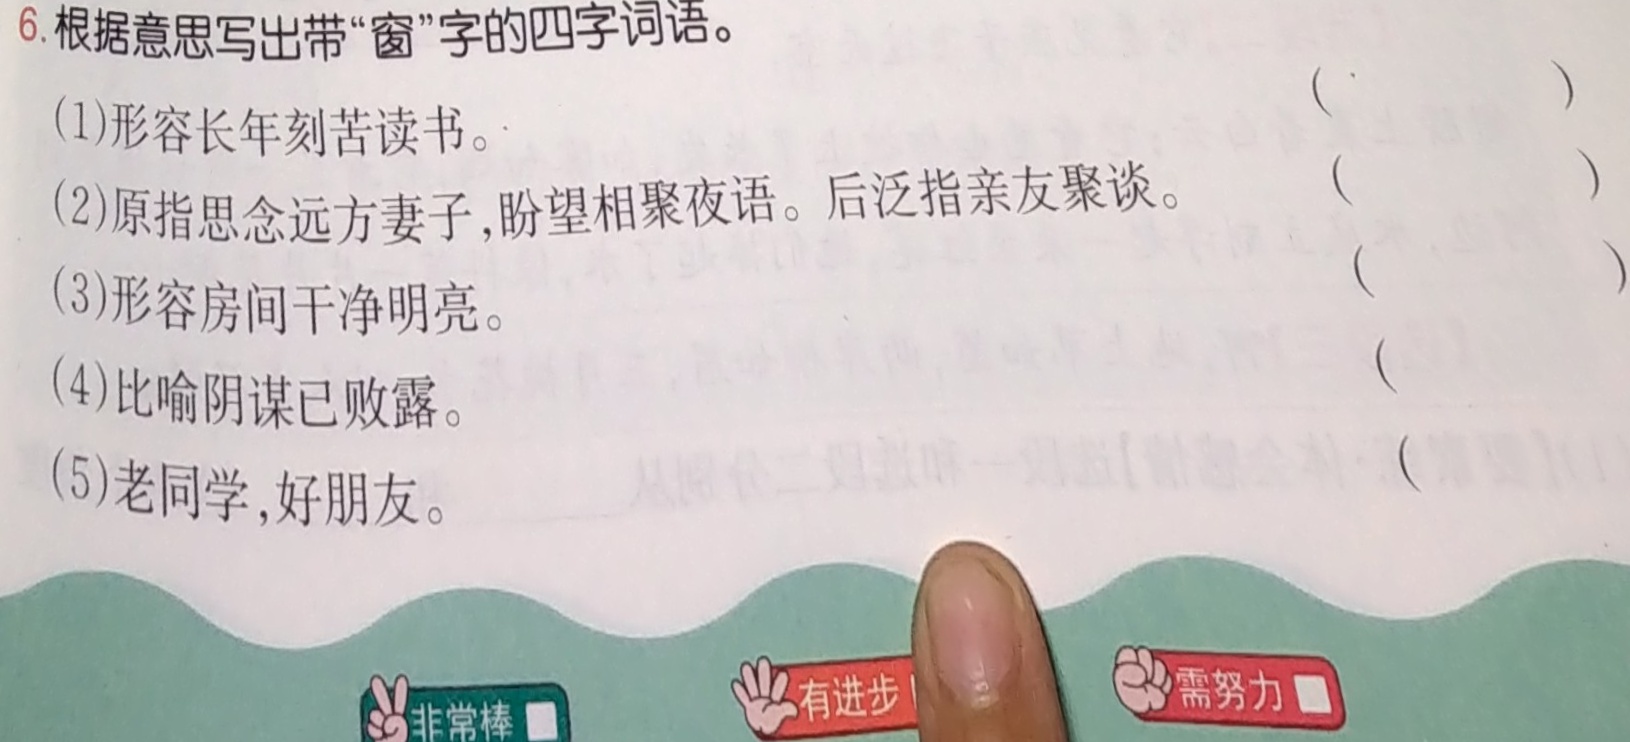 6.根据意思写出带“窗”字的四字词语。
(1)形容长年刻苦读书。 ( )
(2)原指思念远方妻子,盼望相聚夜语。后泛指亲友聚谈。 ( )
(3)形容房间干净明亮。 ( )
(4)比喻阴谋已败露。 (
(5)老同学,好朋友。 (
非常棒 有进步 需努力